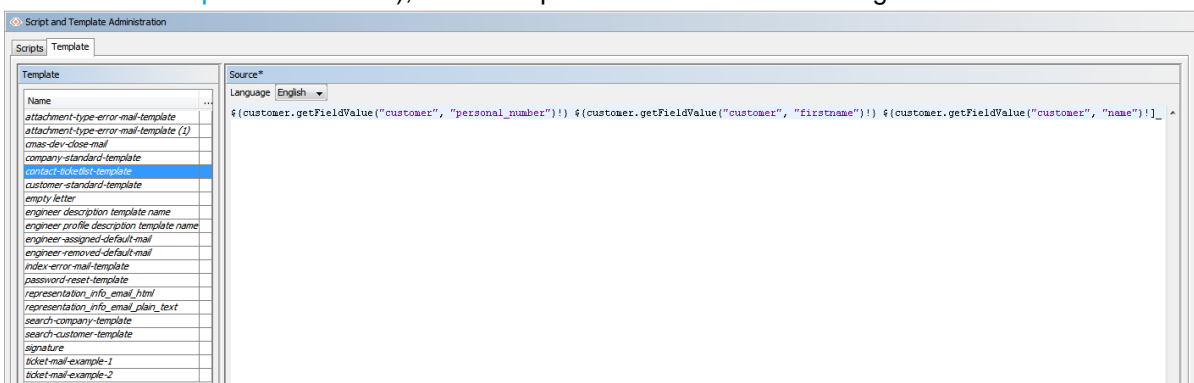 Script and Template Administration
Scripts Template
Template
Source*
Language English
Name ...
${customer.getFieldValue("customer", "personal_number")!} ${customer.getFieldValue("customer", "firstname")!} ${customer.getFieldValue("customer", "name")!]_
attachment-type-error-mail-template
attachment-type-error-mail-template (1)
cmas-dev-close-mail
company-standard-template
contact-ticketlist-template
customer-standard-template
empty letter
engineer description template name
engineer profile description template name
engineer-assigned-default-mail
engineer-removed-default-mail
index-error-mail-template
password-reset-template
representation_info_email_html
representation_info_email_plain_text
search-company-template
search-customer-template
signature
ticket-mail-example-1
ticket-mail-example-2